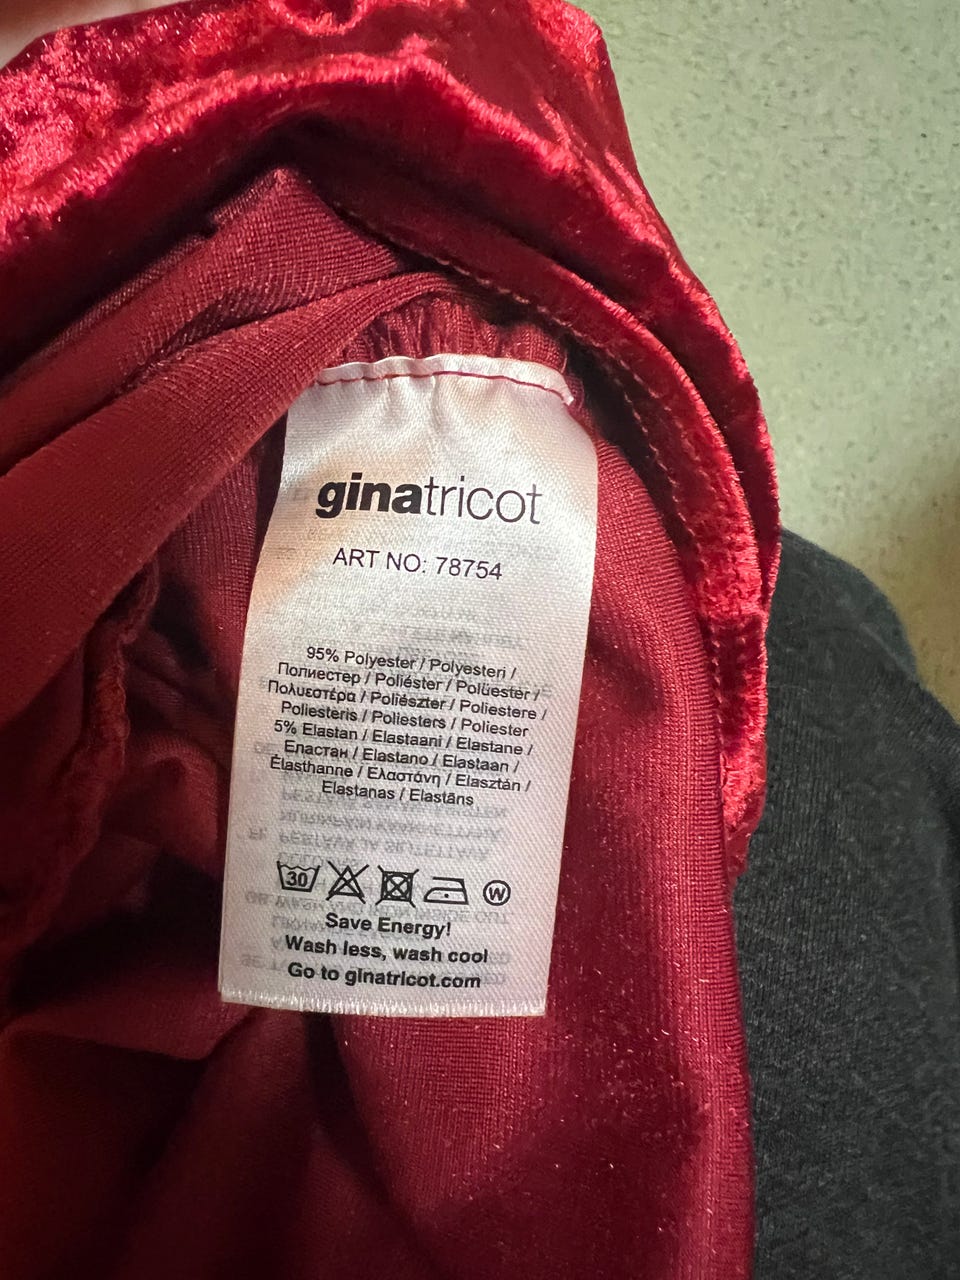 ginatricot
ART NO: 78754
95% Polyester / Polyesteri /
Полиестер / Poliéster / Polüester /
Πολυεστέρα / Poliészter / Poliestere /
Poliesteris / Poliesters / Poliester
5% Elastan / Elastaani / Elastane /
Еластан / Elastano / Elastaan /
Élasthanne / Ελαστάνη / Elasztán /
Elastanas / Elastāns
30
W
Save Energy!
Wash less, wash cool
Go to ginatricot.com